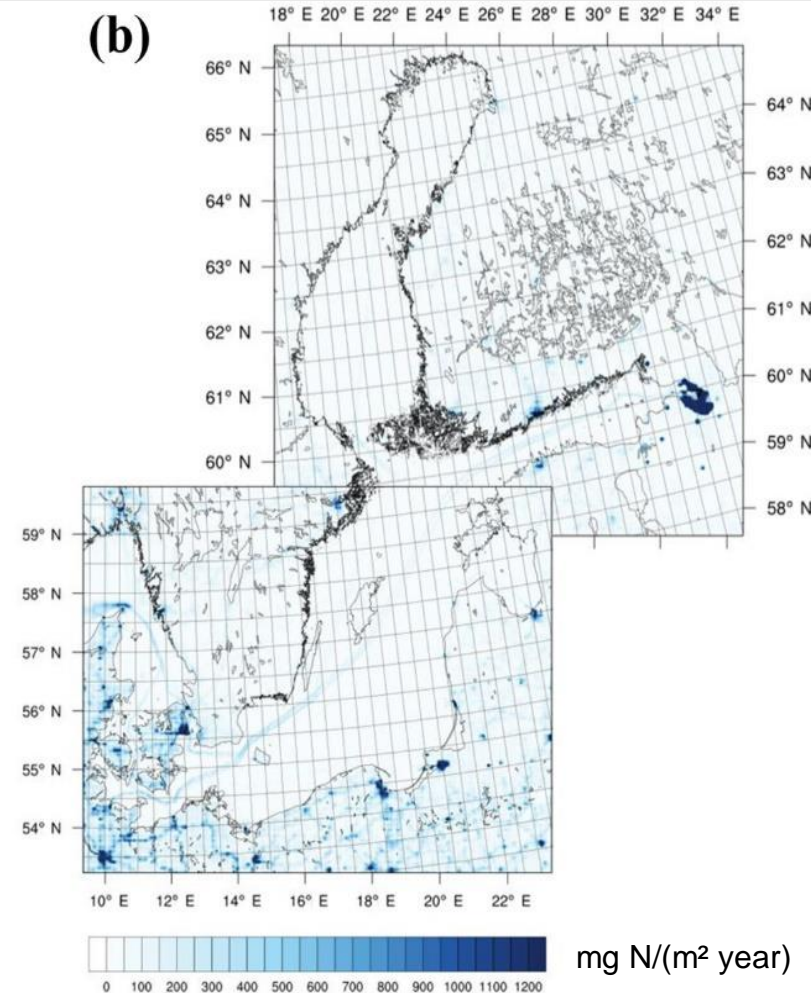 (b)
18° E 20° E 22° E 24° E 26° E 28° E 30° E 32° E 34° E
66° N
65° N
64° N
63° N
62° N
61° N
60° N
64° N
63° N
62° N
61° N
60° N
59° N
58° N
59° N
58° N
57° N
56° N
55° N
54° N
10° E 12° E 14° E 16° E 18° E 20° E 22° E
mg N/(m² year)
0 100 200 300 400 500 600 700 800 900 1000 1100 1200